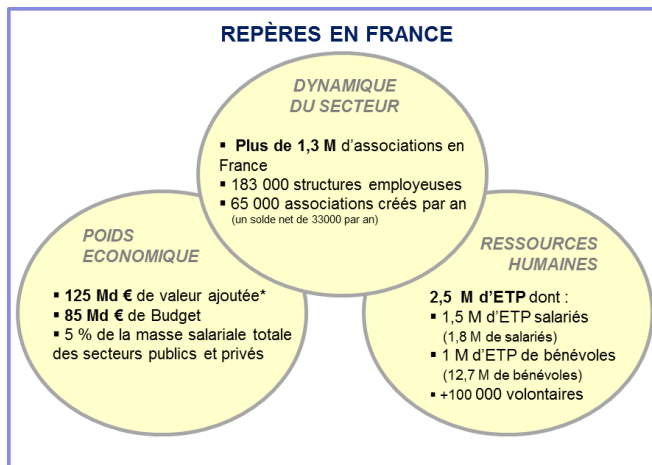 REPÈRES EN FRANCE
DYNAMIQUE
DU SECTEUR
▪ Plus de 1,3 M d’associations en
France
▪ 183 000 structures employeuses
▪ 65 000 associations créés par an
(un solde net de 33000 par an)
POIDS
ECONOMIQUE
▪ 125 Md € de valeur ajoutée*
▪ 85 Md € de Budget
▪ 5 % de la masse salariale totale
des secteurs publics et privés
RESSOURCES
HUMAINES
2,5 M d’ETP dont :
▪ 1,5 M d’ETP salariés
(1,8 M de salariés)
▪ 1 M d’ETP de bénévoles
(12,7 M de bénévoles)
▪ +100 000 volontaires